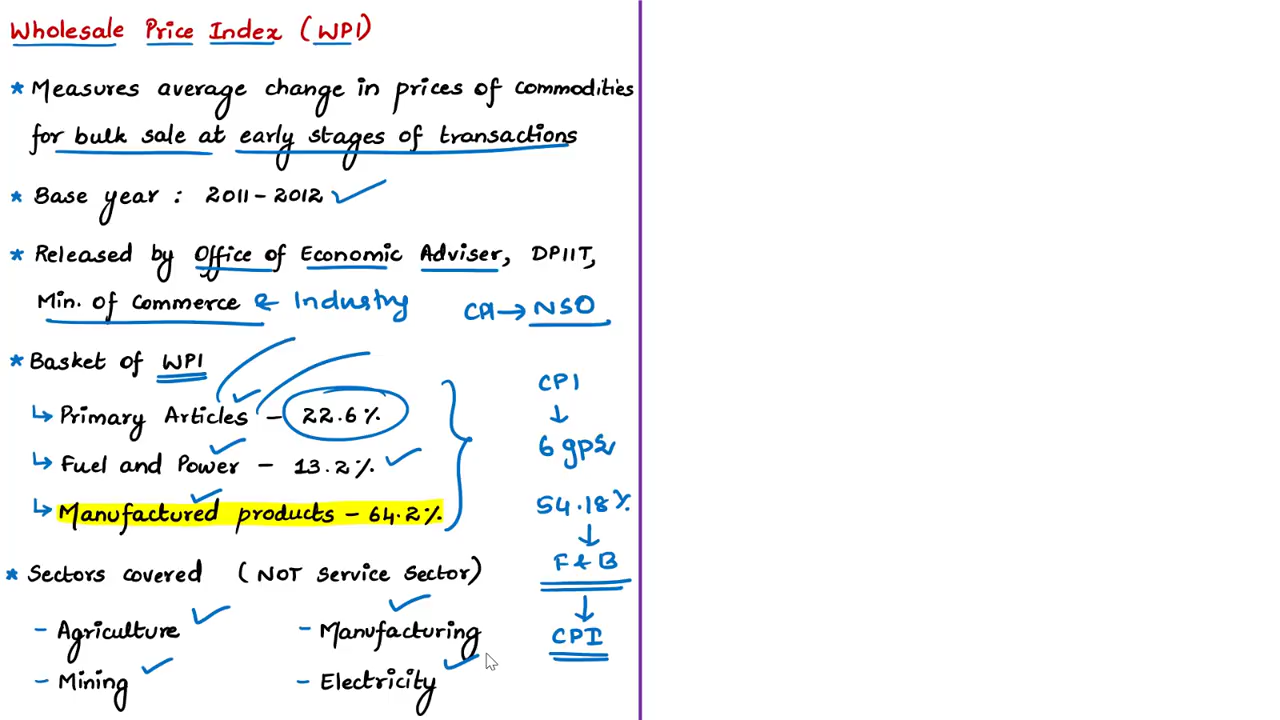 Wholesale Price Index (WPI)
* Measures average change in prices of commodities
for bulk sale at early stages of transactions
* Base year : 2011 - 2012
* Released by Office of Economic Adviser, DPIIT,
Min. of Commerce & Industry
CPI → NSO
* Basket of WPI
↳ Primary Articles - 22.6%
↳ Fuel and Power - 13.2%
↳ Manufactured products - 64.2%
CPI
↓
6 gps
54.18%
↓
F & B
↓
CPI
* Sectors covered (NOT Service Sector)
- Agriculture - Manufacturing
- Mining - Electricity